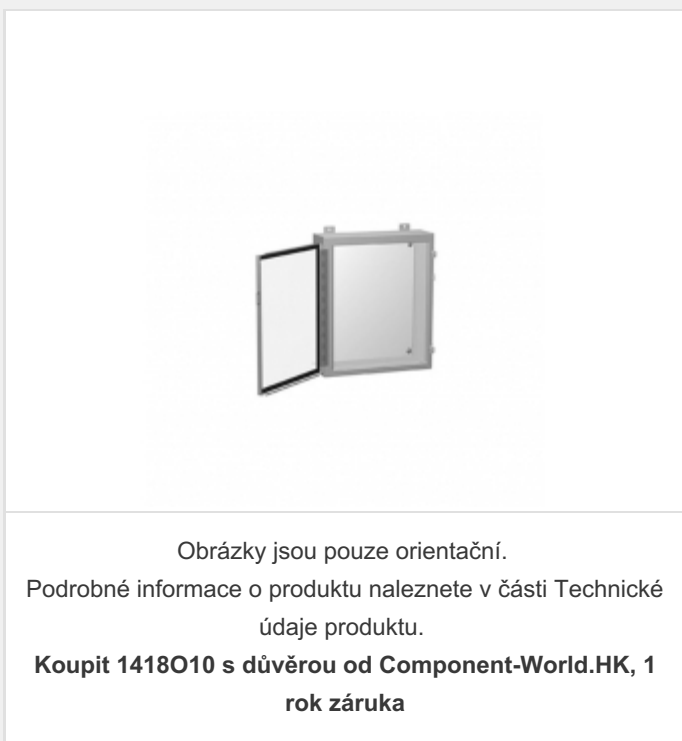 Obrázky jsou pouze orientační.
Podrobné informace o produktu naleznete v části Technické
údaje produktu.
Koupit 1418O10 s důvěrou od Component-World.HK, 1
rok záruka